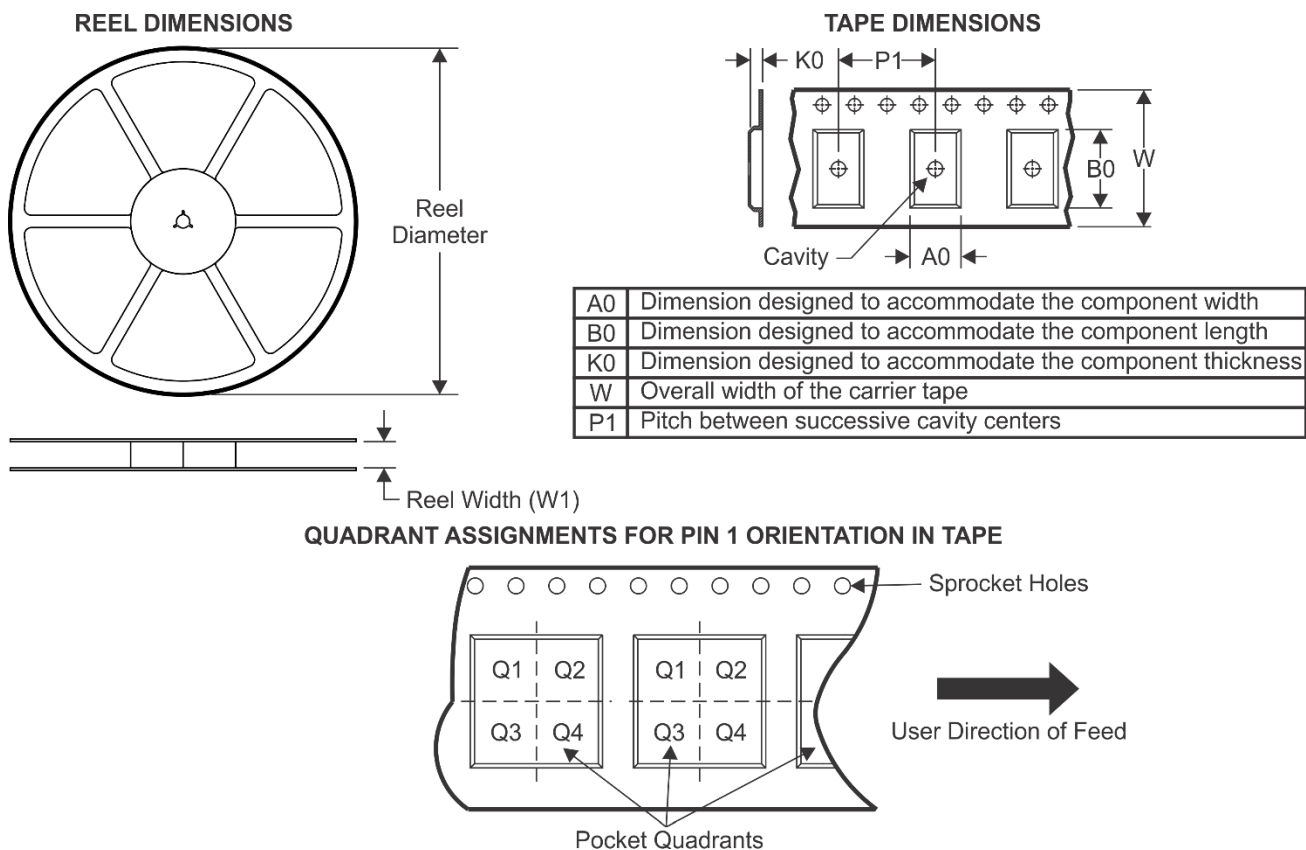 REEL DIMENSIONS
TAPE DIMENSIONS
K0
P1
Reel
Diameter
B0
W
Cavity
A0
A0 Dimension designed to accommodate the component width
B0 Dimension designed to accommodate the component length
K0 Dimension designed to accommodate the component thickness
W Overall width of the carrier tape
P1 Pitch between successive cavity centers
Reel Width (W1)
QUADRANT ASSIGNMENTS FOR PIN 1 ORIENTATION IN TAPE
Sprocket Holes
Q1 Q2 Q1 Q2
Q3 Q4 Q3 Q4
User Direction of Feed
Pocket Quadrants